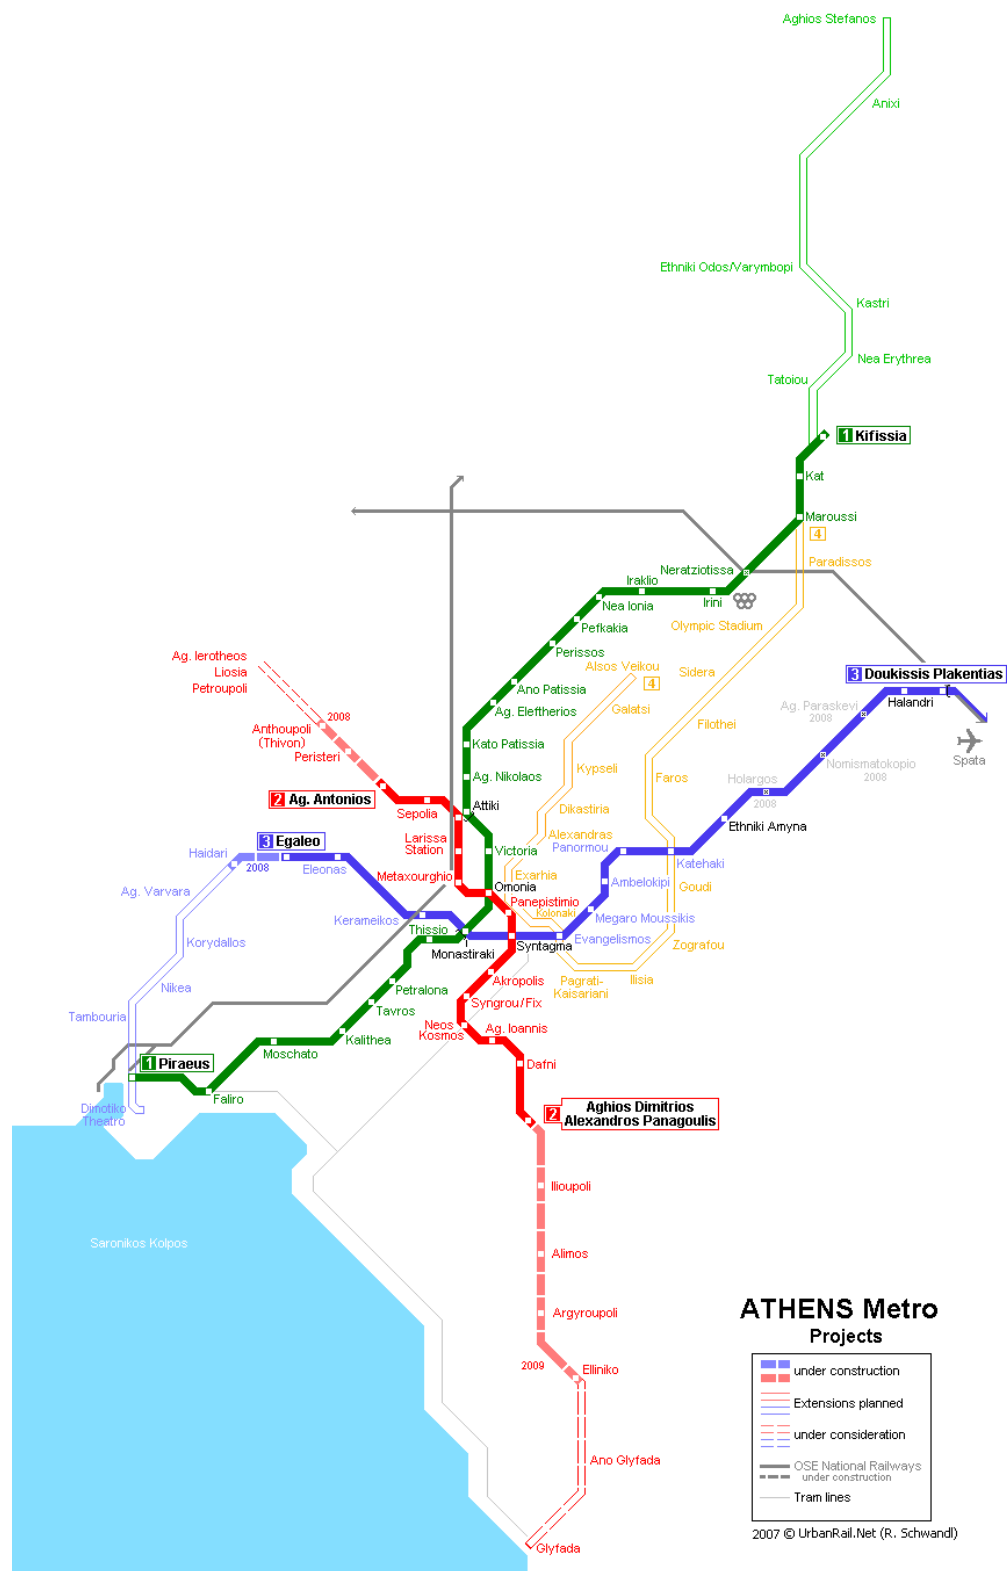 Aghios Stefanos
Anixi
Ethniki Odos/Varymbopi
Kastri
Nea Erythrea
Tatoiou
1 Kifissia
Kat
Maroussi
4
Paradissos
Neratziotissa
Iraklio
Irini
Nea Ionia
Olympic Stadium
Pefkakia
Perissos
Ag. Ierotheos
Liosia
Petroupoli
Alsos Veikou
4
Sidera
3 Doukissis Plakentias
Ano Patissia
Halandri
Galatsi
Ag. Eleftherios
Ag. Paraskevi
2008
2008
Filothei
Anthoupoli
(Thivon)
Peristeri
Kato Patissia
Kypseli
Spata
Nomismatokopio
2008
Ag. Nikolaos
Faros
Holargos
2008
2 Ag. Antonios
Attiki
Sepolia
Dikastiria
Ethniki Amyna
Larissa
Station
Alexandras
Panormou
3 Egaleo
Victoria
Haidari
2008
Eleonas
Katehaki
Metaxourghio
Exarhia
Ambelokipi
Goudi
Ag. Varvara
Omonia
Panepistimio
Kolonaki
Kerameikos
Megaro Moussikis
Thissio
Evangelismos
Korydallos
Monastiraki
Syntagma
Zografou
Akropolis
Pagrati-
Kaisariani
Ilisia
Nikea
Petralona
Syngrou/Fix
Tavros
Tambouria
Neos
Kosmos
Ag. Ioannis
Kalithea
Moschato
1 Piraeus
Dafni
Faliro
Dimotiko
Theatro
2 Aghios Dimitrios
Alexandros Panagoulis
Ilioupoli
Saronikos Kolpos
Alimos
Argyroupoli
2009
Elliniko
Ano Glyfada
Glyfada
ATHENS Metro
Projects
under construction
Extensions planned
under consideration
OSE National Railways
under construction
Tram lines
2007 © UrbanRail.Net (R. Schwandl)